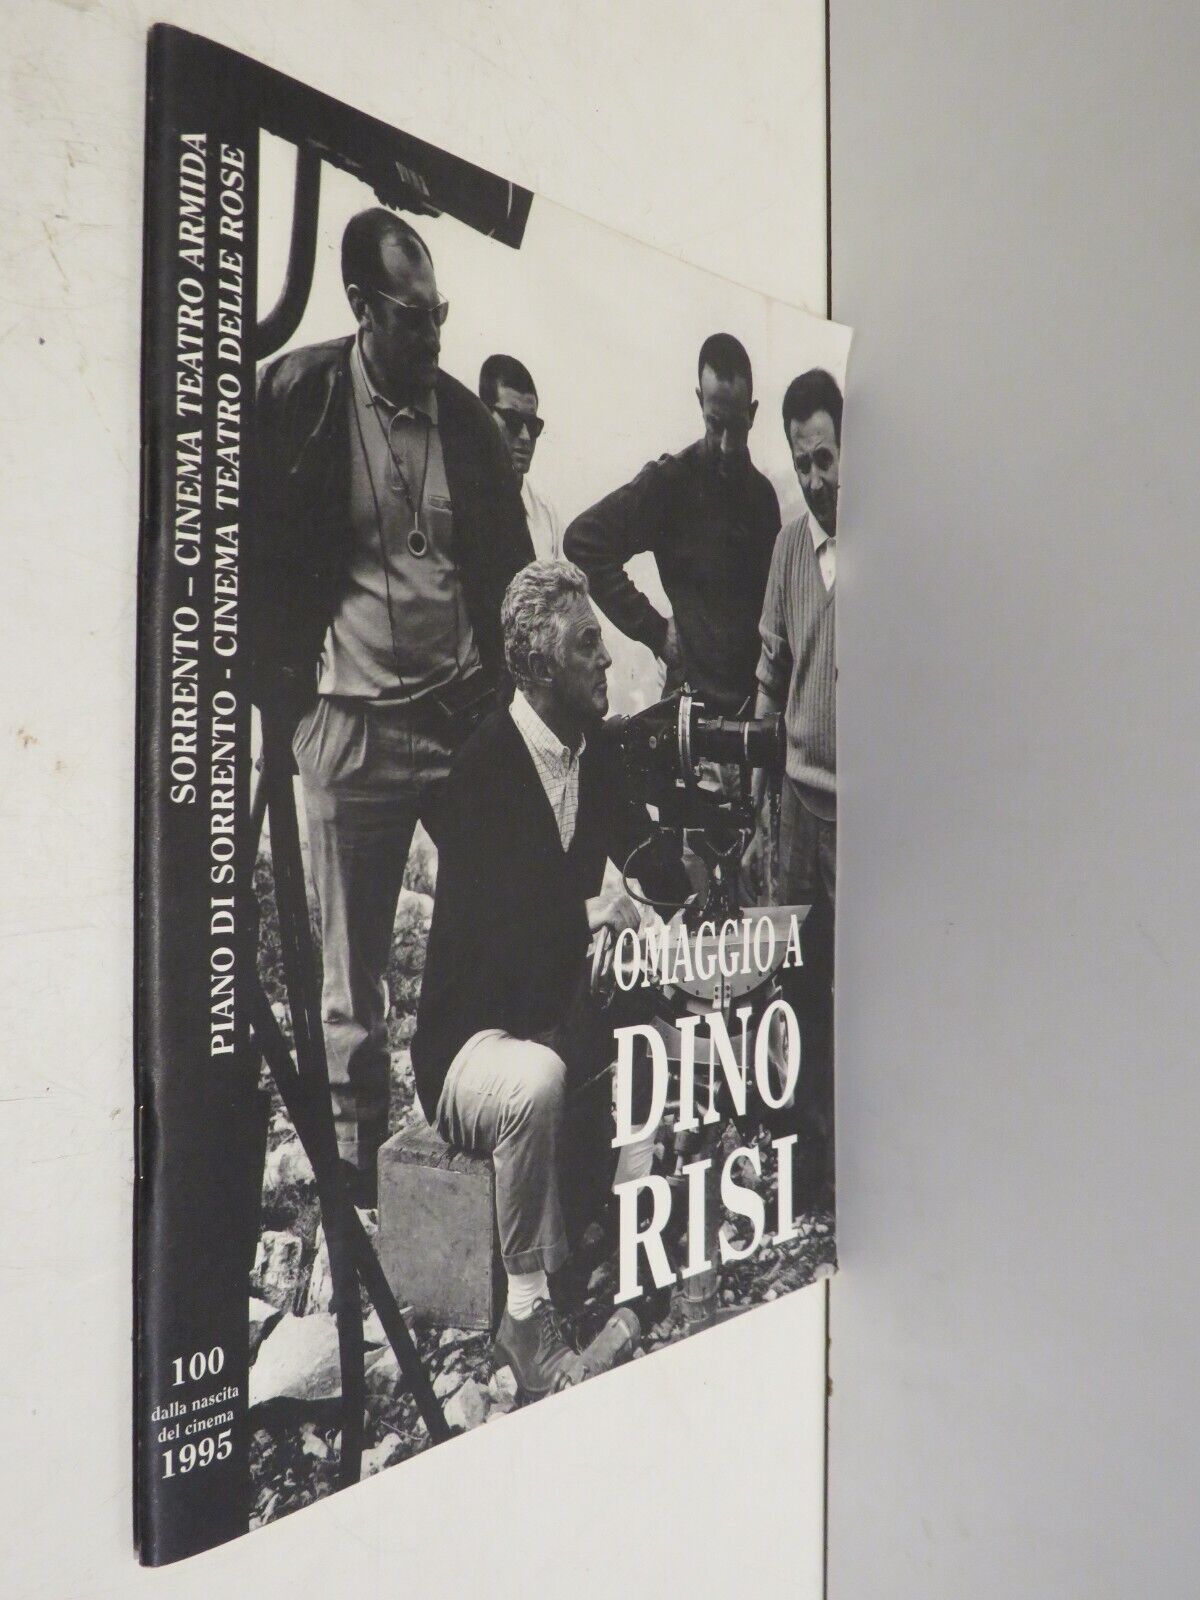 SORRENTO – CINEMA TEATRO ARMIDA
PIANO DI SORRENTO - CINEMA TEATRO DELLE ROSE
OMAGGIO A
DINO
RISI
100
dalla nascita
del cinema
1995